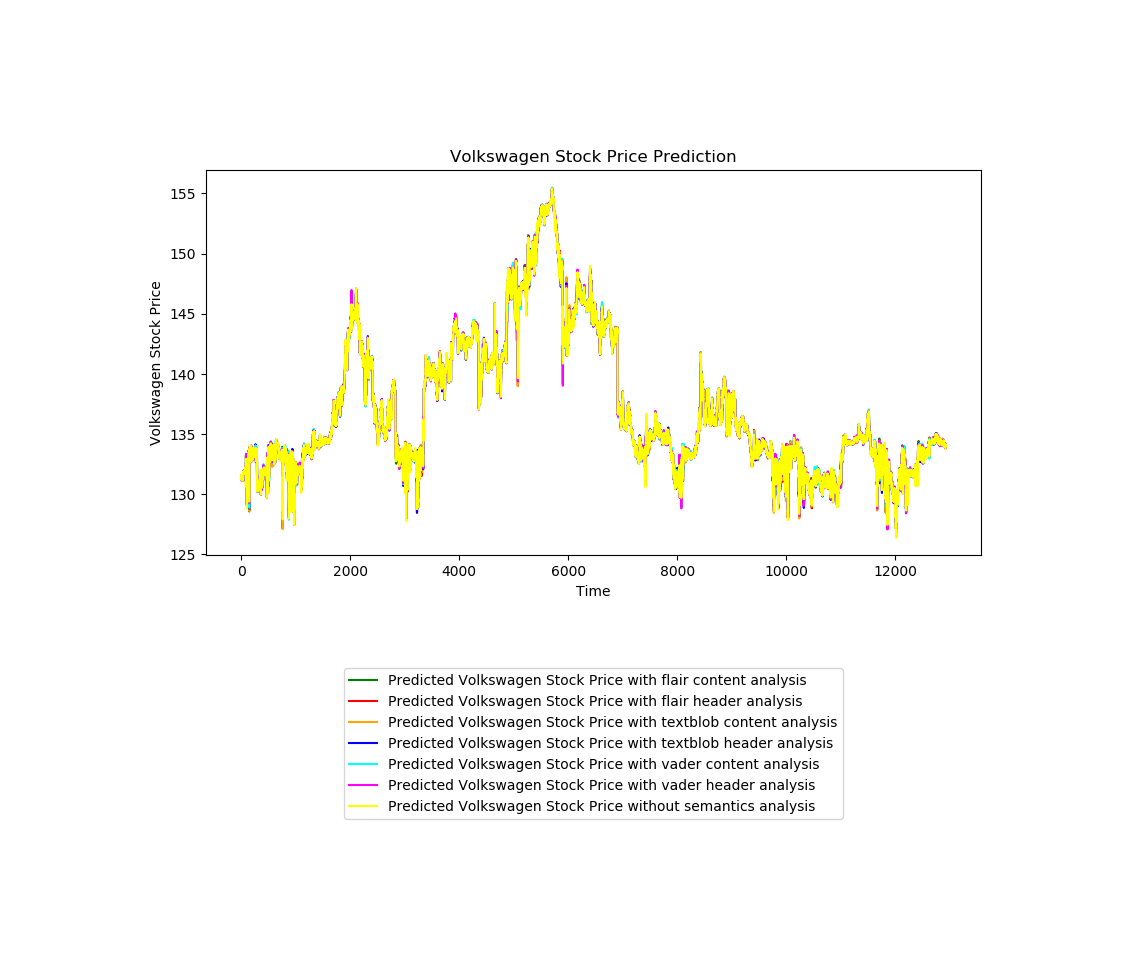 Volkswagen Stock Price Prediction
155
150
145
140
135
130
125
Volkswagen Stock Price
0 2000 4000 6000 8000 10000 12000
Time
Predicted Volkswagen Stock Price with flair content analysis
Predicted Volkswagen Stock Price with flair header analysis
Predicted Volkswagen Stock Price with textblob content analysis
Predicted Volkswagen Stock Price with textblob header analysis
Predicted Volkswagen Stock Price with vader content analysis
Predicted Volkswagen Stock Price with vader header analysis
Predicted Volkswagen Stock Price without semantics analysis